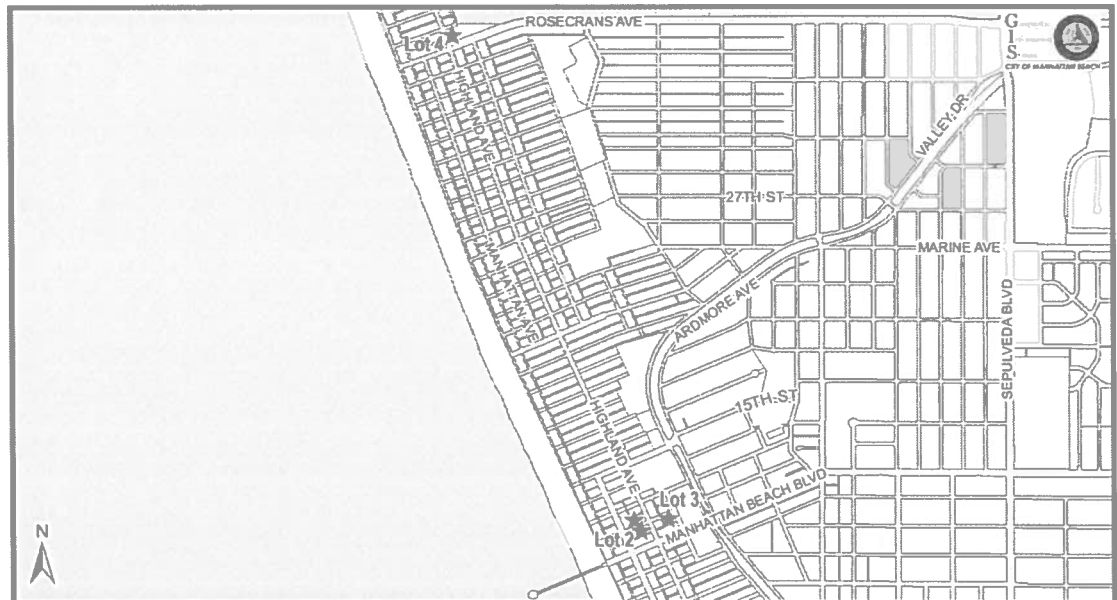 ROSECRANS AVE
G
I
S
CITY OF MANHATTAN BEACH
Lot 4
HIGHLAND AVE
VALLEY DR
27TH ST
MARINE AVE
MANHATTAN AVE
ARDMORE AVE
SEPULVEDA BLVD
15TH ST
HIGHLAND AVE
Lot 3
MANHATTAN BEACH BLVD
Lot 2
N